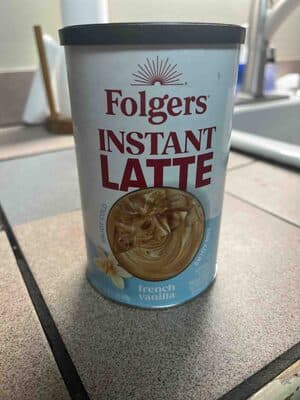 Folgers
INSTANT
LATTE
french
vanilla